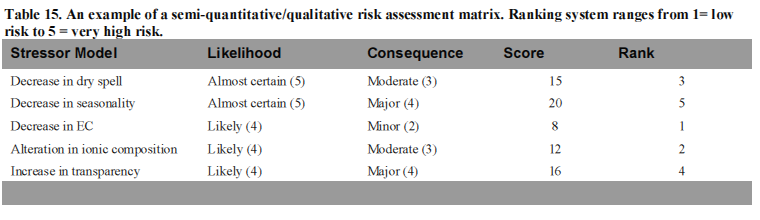 Table 15. An example of a semi-quantitative/qualitative risk assessment matrix. Ranking system ranges from 1= low
risk to 5 = very high risk.
Stressor Model Likelihood Consequence Score Rank
Decrease in dry spell Almost certain (5) Moderate (3) 15 3
Decrease in seasonality Almost certain (5) Major (4) 20 5
Decrease in EC Likely (4) Minor (2) 8 1
Alteration in ionic composition Likely (4) Moderate (3) 12 2
Increase in transparency Likely (4) Major (4) 16 4